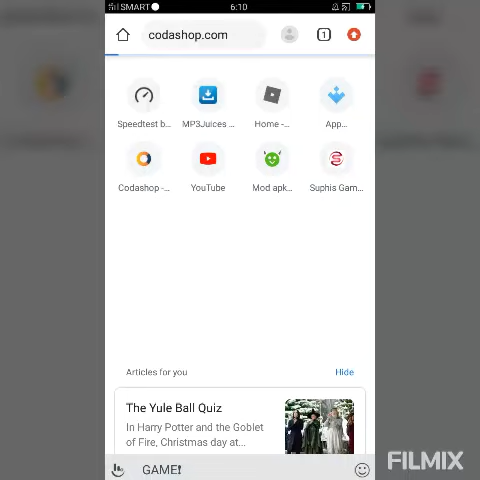 SMART
6:10
codashop.com
1
Speedtest b...
MP3Juices ...
Home -...
App...
Codashop -...
YouTube
Mod apk...
Suphis Gam...
Articles for you
Hide
The Yule Ball Quiz
In Harry Potter and the Goblet
of Fire, Christmas day at...
GAME!
FILMIX